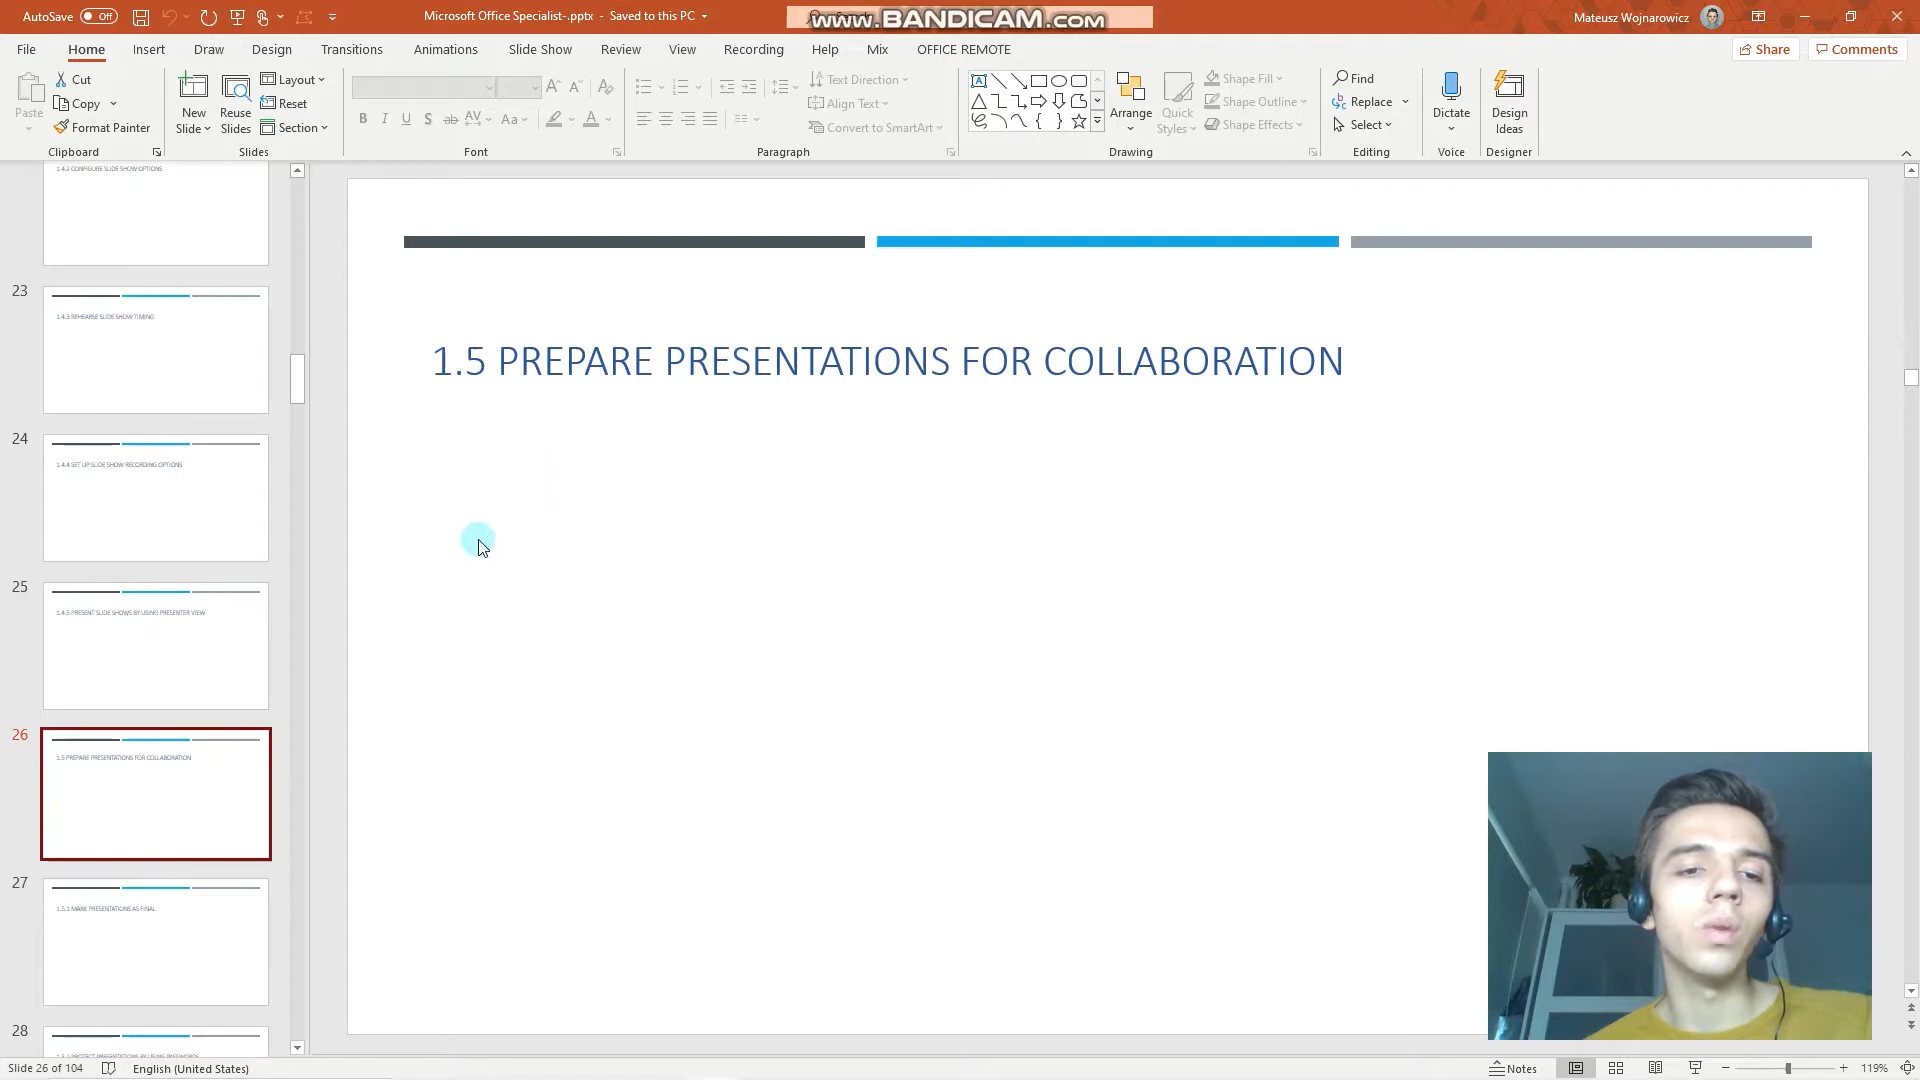 AutoSave Off Microsoft Office Specialist-.pptx - Saved to this PC WWW.BANDICAM.COM Mateusz Wojnarowicz
File Home Insert Draw Design Transitions Animations Slide Show Review View Recording Help Mix OFFICE REMOTE Share Comments
Paste
Cut
Copy
Format Painter
Clipboard
New Slide
Reuse Slides
Layout
Reset
Section
Slides
Font
Text Direction
Align Text
Convert to SmartArt
Paragraph
Arrange
Quick Styles
Shape Fill
Shape Outline
Shape Effects
Drawing
Find
Replace
Select
Editing
Dictate
Voice
Design Ideas
Designer
1.4.2 CONFIGURE SLIDE SHOW OPTIONS
23
1.4.3 REHEARSE SLIDE SHOW TIMING
24
1.4.4 SET UP SLIDE SHOW RECORDING OPTIONS
25
1.4.5 PRESENT SLIDE SHOWS BY USING PRESENTER VIEW
26
1.5 PREPARE PRESENTATIONS FOR COLLABORATION
27
1.5.1 MARK PRESENTATIONS AS FINAL
28
1.5 PREPARE PRESENTATIONS FOR COLLABORATION
Slide 26 of 104 English (United States) Notes 119%